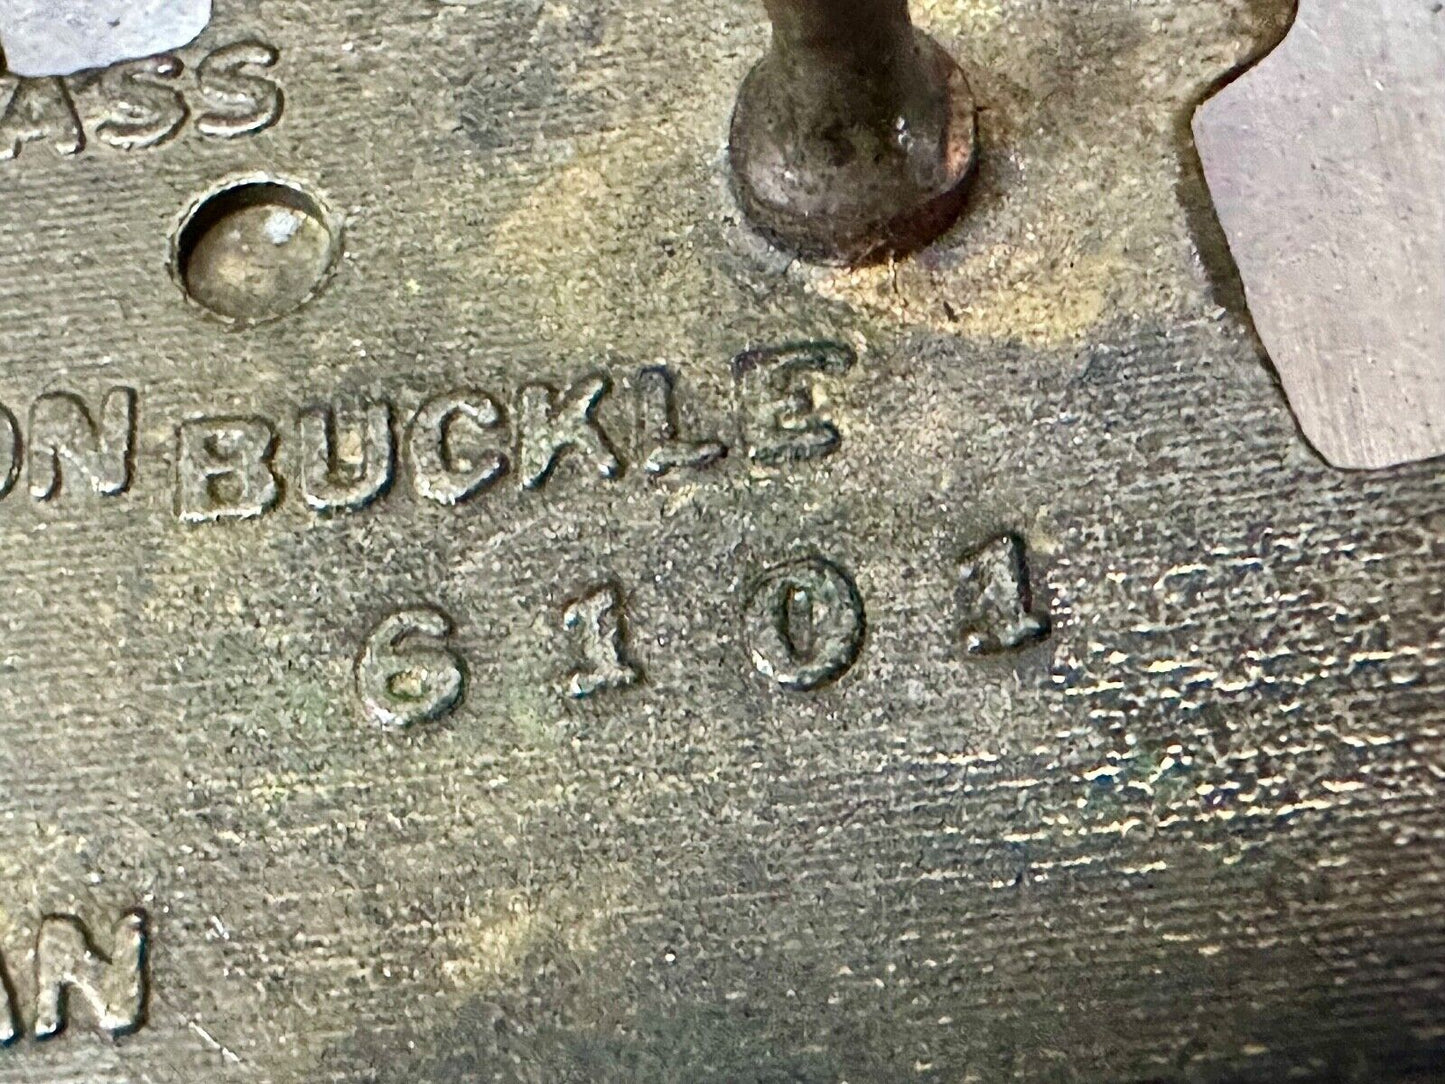 ASS
ON BUCKLE
6101
AN